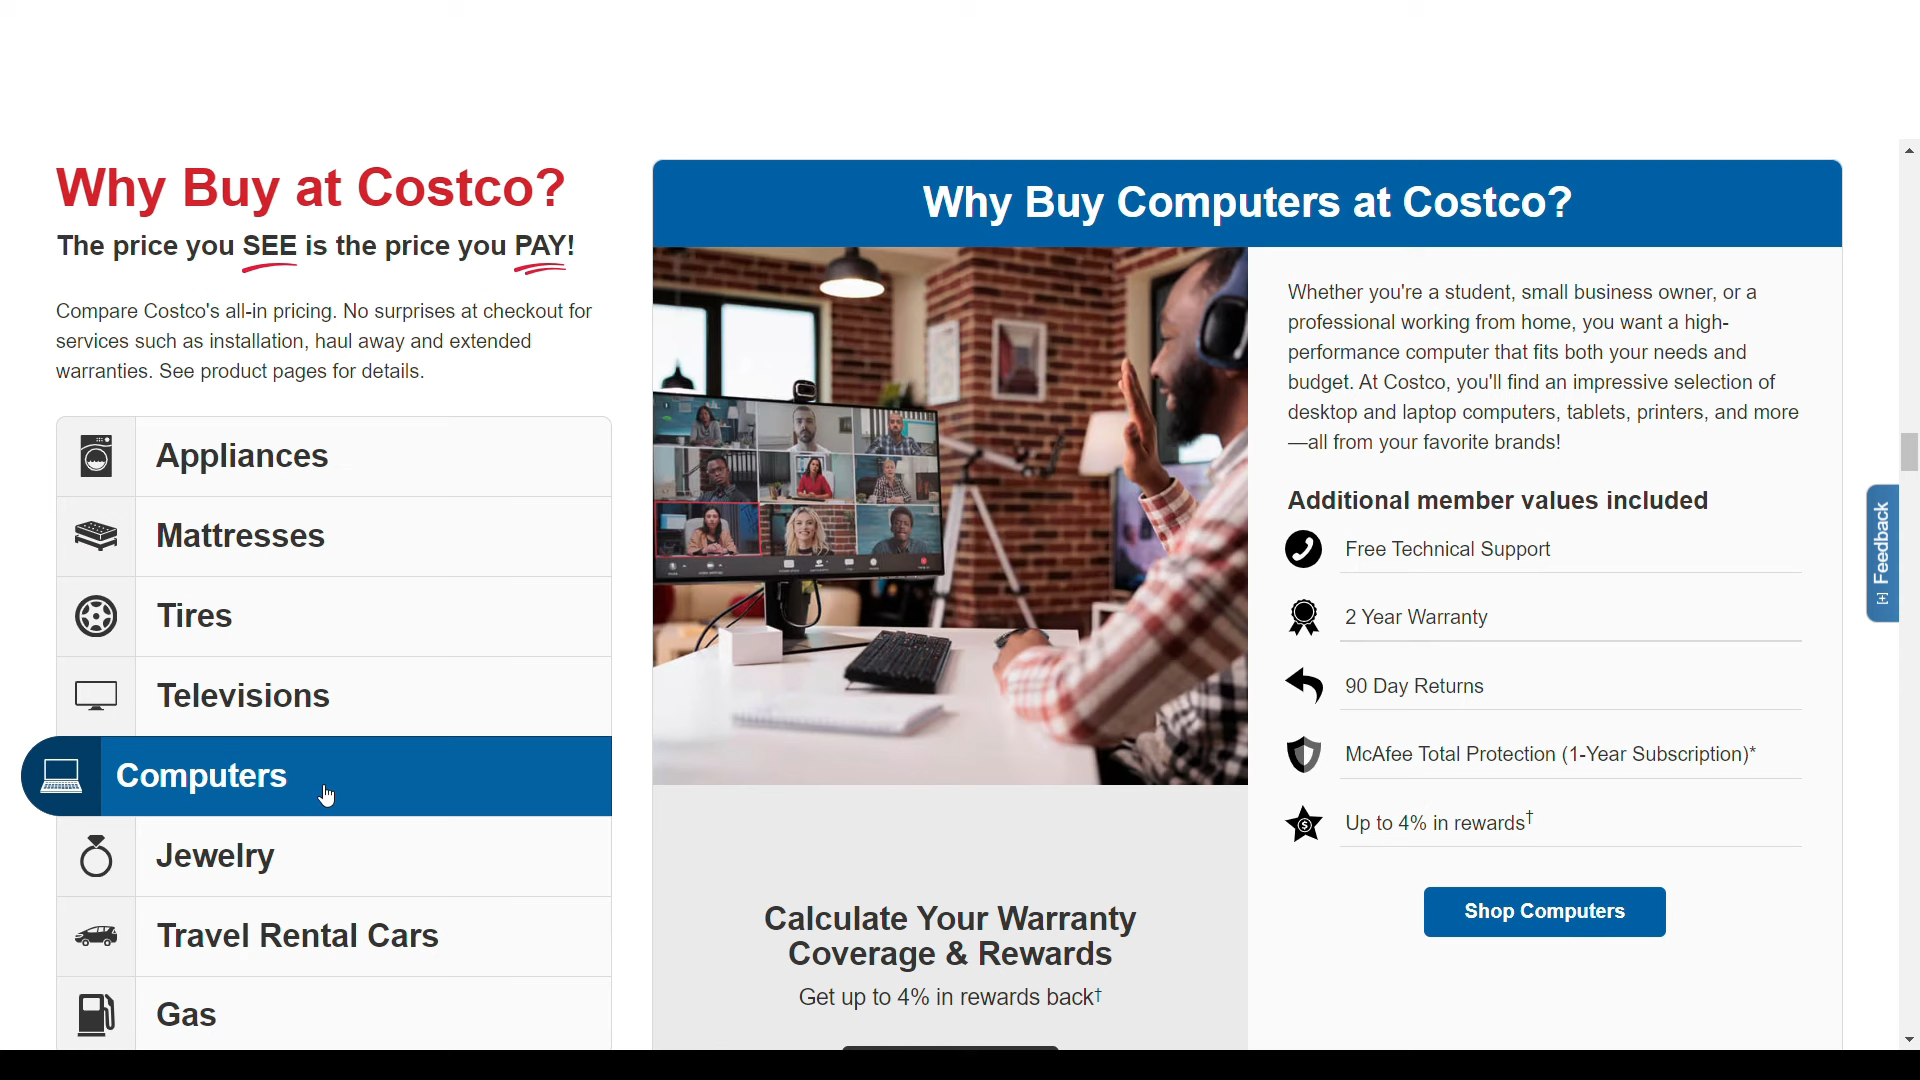 Why Buy at Costco?
The price you SEE is the price you PAY!
Compare Costco's all-in pricing. No surprises at checkout for
services such as installation, haul away and extended
warranties. See product pages for details.
Appliances
Mattresses
Tires
Televisions
Computers
Jewelry
Travel Rental Cars
Gas
Why Buy Computers at Costco?
Calculate Your Warranty
Coverage & Rewards
Get up to 4% in rewards back†
Whether you're a student, small business owner, or a
professional working from home, you want a high-
performance computer that fits both your needs and
budget. At Costco, you'll find an impressive selection of
desktop and laptop computers, tablets, printers, and more
—all from your favorite brands!
Additional member values included
Free Technical Support
2 Year Warranty
90 Day Returns
McAfee Total Protection (1-Year Subscription)*
Up to 4% in rewards†
Shop Computers
[+] Feedback